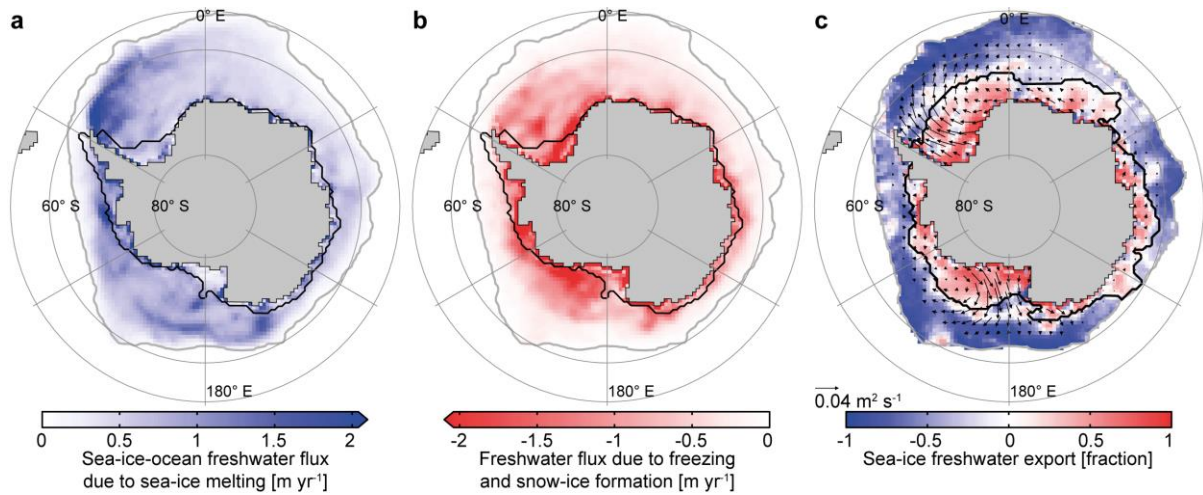 a
0° E
60° S
80° S
180° E
0 0.5 1 1.5 2
Sea-ice-ocean freshwater flux
due to sea-ice melting [m yr⁻¹]
b
0° E
60° S
80° S
180° E
-2 -1.5 -1 -0.5 0
Freshwater flux due to freezing
and snow-ice formation [m yr⁻¹]
c
0° E
60° S
80° S
180° E
0.04 m² s⁻¹
-1 -0.5 0 0.5 1
Sea-ice freshwater export [fraction]